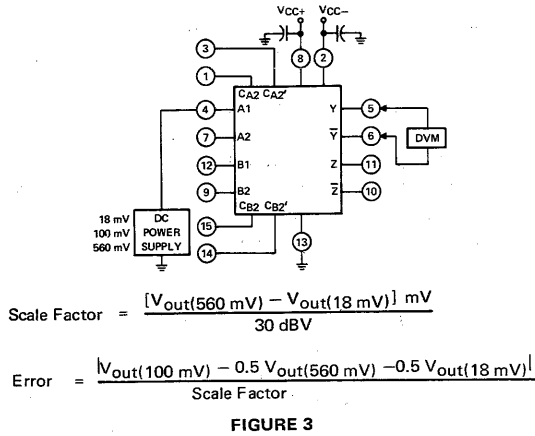 VCC+ VCC−
3 8 2
1
CA2 CA2'
4 A1 Y 5
7 A2 Y̅ 6 DVM
12 B1 Z 11
9 B2 Z̅ 10
CB2 CB2'
18 mV
100 mV
560 mV
DC
POWER
SUPPLY
15
14
13
Scale Factor = [Vout(560 mV) − Vout(18 mV)] mV
30 dBV
Error = |Vout(100 mV) − 0.5 Vout(560 mV) −0.5 Vout(18 mV)|
Scale Factor
FIGURE 3